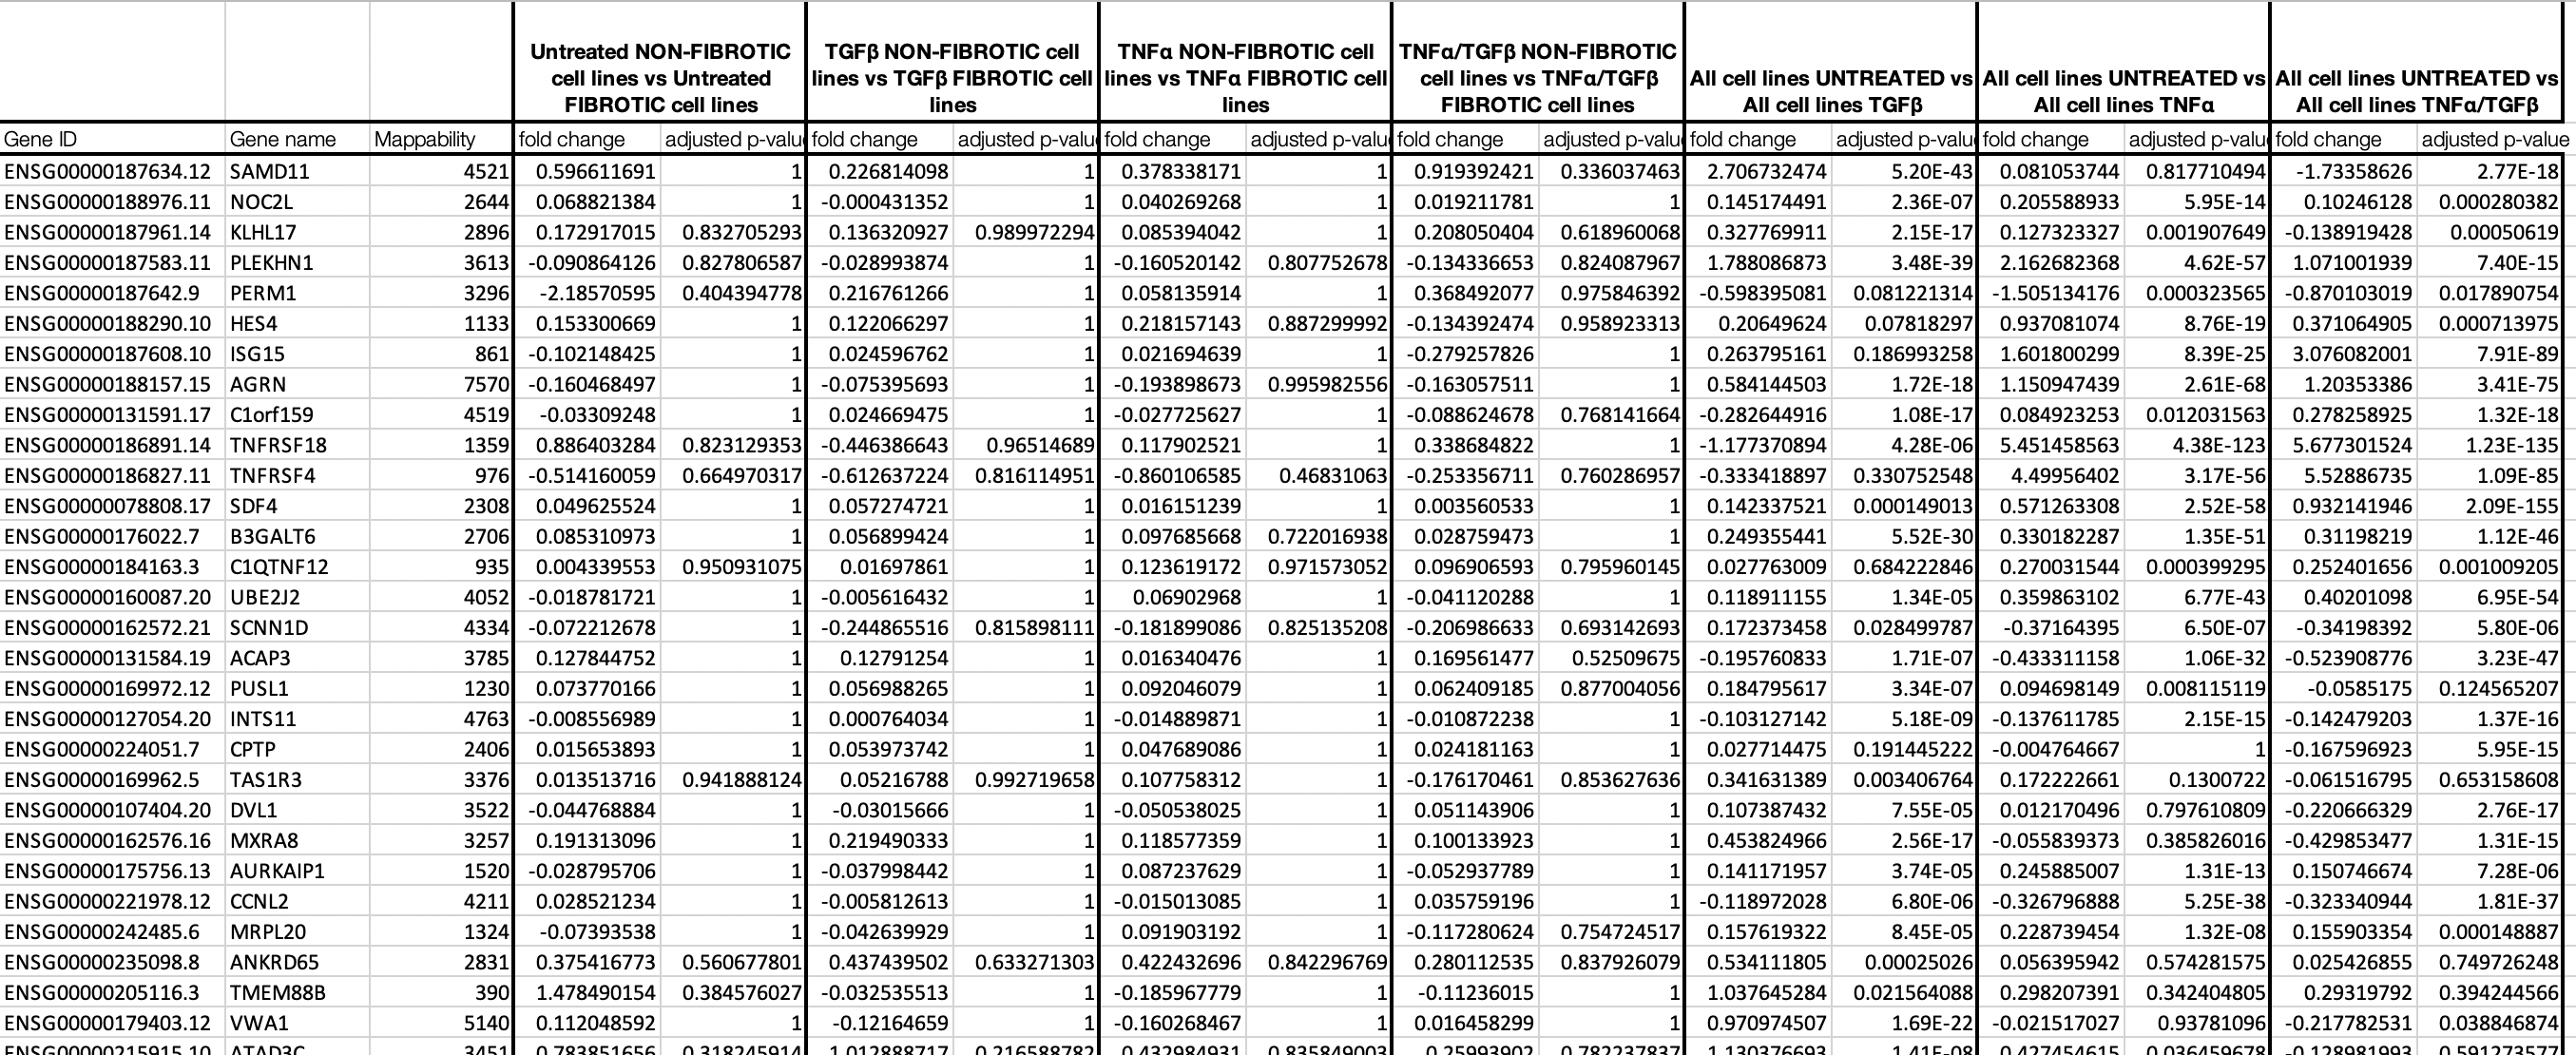 Untreated NON-FIBROTIC cell lines vs Untreated FIBROTIC cell lines
TGFβ NON-FIBROTIC cell lines vs TGFβ FIBROTIC cell lines
TNFα NON-FIBROTIC cell lines vs TNFα FIBROTIC cell lines
TNFα/TGFβ NON-FIBROTIC cell lines vs TNFα/TGFβ FIBROTIC cell lines
All cell lines UNTREATED vs All cell lines TGFβ
All cell lines UNTREATED vs All cell lines TNFα
All cell lines UNTREATED vs All cell lines TNFα/TGFβ
Gene ID Gene name Mappability fold change adjusted p-valu fold change adjusted p-valu fold change adjusted p-valu fold change adjusted p-valu fold change adjusted p-valu fold change adjusted p-valu fold change adjusted p-value
ENSG00000187634.12 SAMD11 4521 0.596611691 1 0.226814098 1 0.378338171 1 0.919392421 0.336037463 2.706732474 5.20E-43 0.081053744 0.817710494 -1.73358626 2.77E-18
ENSG00000188976.11 NOC2L 2644 0.068821384 1 -0.000431352 1 0.040269268 1 0.019211781 1 0.145174491 2.36E-07 0.205588933 5.95E-14 0.10246128 0.000280382
ENSG00000187961.14 KLHL17 2896 0.172917015 0.832705293 0.136320927 0.989972294 0.085394042 1 0.208050404 0.618960068 0.327769911 2.15E-17 0.127323327 0.001907649 -0.138919428 0.00050619
ENSG00000187583.11 PLEKHN1 3613 -0.090864126 0.827806587 -0.028993874 1 -0.160520142 0.807752678 -0.134336653 0.824087967 1.788086873 3.48E-39 2.162682368 4.62E-57 1.071001939 7.40E-15
ENSG00000187642.9 PERM1 3296 -2.18570595 0.404394778 0.216761266 1 0.058135914 1 0.368492077 0.975846392 -0.598395081 0.081221314 -1.505134176 0.000323565 -0.870103019 0.017890754
ENSG00000188290.10 HES4 1133 0.153300669 1 0.122066297 1 0.218157143 0.887299992 -0.134392474 0.958923313 0.20649624 0.07818297 0.937081074 8.76E-19 0.371064905 0.000713975
ENSG00000187608.10 ISG15 861 -0.102148425 1 0.024596762 1 0.021694639 1 -0.279257826 1 0.263795161 0.186993258 1.601800299 8.39E-25 3.076082001 7.91E-89
ENSG00000188157.15 AGRN 7570 -0.160468497 1 -0.075395693 1 -0.193898673 0.995982556 -0.163057511 1 0.584144503 1.72E-18 1.150947439 2.61E-68 1.20353386 3.41E-75
ENSG00000131591.17 C1orf159 4519 -0.03309248 1 0.024669475 1 -0.027725627 1 -0.088624678 0.768141664 -0.282644916 1.08E-17 0.084923253 0.012031563 0.278258925 1.32E-18
ENSG00000186891.14 TNFRSF18 1359 0.886403284 0.823129353 -0.446386643 0.96514689 0.117902521 1 0.338684822 1 -1.177370894 4.28E-06 5.451458563 4.38E-123 5.677301524 1.23E-135
ENSG00000186827.11 TNFRSF4 976 -0.514160059 0.664970317 -0.612637224 0.816114951 -0.860106585 0.46831063 -0.253356711 0.760286957 -0.333418897 0.330752548 4.49956402 3.17E-56 5.52886735 1.09E-85
ENSG00000078808.17 SDF4 2308 0.049625524 1 0.057274721 1 0.016151239 1 0.003560533 1 0.142337521 0.000149013 0.571263308 2.52E-58 0.932141946 2.09E-155
ENSG00000176022.7 B3GALT6 2706 0.085310973 1 0.056899424 1 0.097685668 0.722016938 0.028759473 1 0.249355441 5.52E-30 0.330182287 1.35E-51 0.31198219 1.12E-46
ENSG00000184163.3 C1QTNF12 935 0.004339553 0.950931075 0.01697861 1 0.123619172 0.971573052 0.096906593 0.795960145 0.027763009 0.684222846 0.270031544 0.000399295 0.252401656 0.001009205
ENSG00000160087.20 UBE2J2 4052 -0.018781721 1 -0.005616432 1 0.06902968 1 -0.041120288 1 0.118911155 1.34E-05 0.359863102 6.77E-43 0.40201098 6.95E-54
ENSG00000162572.21 SCNN1D 4334 -0.072212678 1 -0.244865516 0.815898111 -0.181899086 0.825135208 -0.206986633 0.693142693 0.172373458 0.028499787 -0.37164395 6.50E-07 -0.34198392 5.80E-06
ENSG00000131584.19 ACAP3 3785 0.127844752 1 0.12791254 1 0.016340476 1 0.169561477 0.52509675 -0.195760833 1.71E-07 -0.433311158 1.06E-32 -0.523908776 3.23E-47
ENSG00000169972.12 PUSL1 1230 0.073770166 1 0.056988265 1 0.092046079 1 0.062409185 0.877004056 0.184795617 3.34E-07 0.094698149 0.008115119 -0.0585175 0.124565207
ENSG00000127054.20 INTS11 4763 -0.008556989 1 0.000764034 1 -0.014889871 1 -0.010872238 1 -0.103127142 5.18E-09 -0.137611785 2.15E-15 -0.142479203 1.37E-16
ENSG00000224051.7 CPTP 2406 0.015653893 1 0.053973742 1 0.047689086 1 0.024181163 1 0.027714475 0.191445222 -0.004764667 1 -0.167596923 5.95E-15
ENSG00000169962.5 TAS1R3 3376 0.013513716 0.941888124 0.05216788 0.992719658 0.107758312 1 -0.176170461 0.853627636 0.341631389 0.003406764 0.172222661 0.1300722 -0.061516795 0.653158608
ENSG00000107404.20 DVL1 3522 -0.044768884 1 -0.03015666 1 -0.050538025 1 0.051143906 1 0.107387432 7.55E-05 0.012170496 0.797610809 -0.220666329 2.76E-17
ENSG00000162576.16 MXRA8 3257 0.191313096 1 0.219490333 1 0.118577359 1 0.100133923 1 0.453824966 2.56E-17 -0.055839373 0.385826016 -0.429853477 1.31E-15
ENSG00000175756.13 AURKAIP1 1520 -0.028795706 1 -0.037998442 1 0.087237629 1 -0.052937789 1 0.141171957 3.74E-05 0.245885007 1.31E-13 0.150746674 7.28E-06
ENSG00000221978.12 CCNL2 4211 0.028521234 1 -0.005812613 1 -0.015013085 1 0.035759196 1 -0.118972028 6.80E-06 -0.326796888 5.25E-38 -0.323340944 1.81E-37
ENSG00000242485.6 MRPL20 1324 -0.07393538 1 -0.042639929 1 0.091903192 1 -0.117280624 0.754724517 0.157619322 8.45E-05 0.228739454 1.32E-08 0.155903354 0.000148887
ENSG00000235098.8 ANKRD65 2831 0.375416773 0.560677801 0.437439502 0.633271303 0.422432696 0.842296769 0.280112535 0.837926079 0.534111805 0.00025026 0.056395942 0.574281575 0.025426855 0.749726248
ENSG00000205116.3 TMEM88B 390 1.478490154 0.384576027 -0.032535513 1 -0.185967779 1 -0.11236015 1 1.037645284 0.021564088 0.298207391 0.342404805 0.29319792 0.394244566
ENSG00000179403.12 VWA1 5140 0.112048592 1 -0.12164659 1 -0.160268467 1 0.016458299 1 0.970974507 1.69E-22 -0.021517027 0.93781096 -0.217782531 0.038846874
ENSG00000215915.10 ATAD3C 3451 0.783851656 0.318245914 1.012888717 0.216588782 0.432984931 0.835849003 0.25993902 0.782237837 1.130376693 1.41E-08 0.427454615 0.036459678 -0.128981993 0.591273577